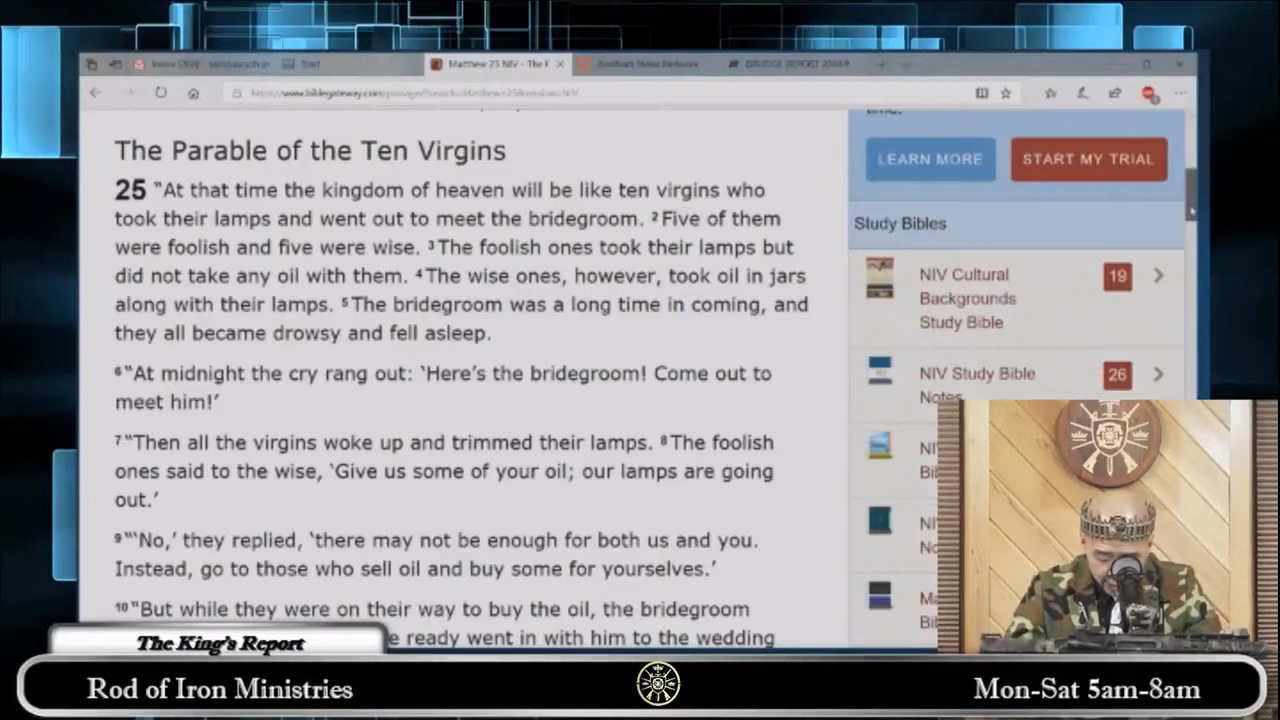 Start
Matthew 25 NIV - The
The Parable of the Ten Virgins
25 "At that time the kingdom of heaven will be like ten virgins who
took their lamps and went out to meet the bridegroom. 2 Five of them
were foolish and five were wise. 3 The foolish ones took their lamps but
did not take any oil with them. 4 The wise ones, however, took oil in jars
along with their lamps. 5 The bridegroom was a long time in coming, and
they all became drowsy and fell asleep.
6 "At midnight the cry rang out: 'Here's the bridegroom! Come out to
meet him!'
7 "Then all the virgins woke up and trimmed their lamps. 8 The foolish
ones said to the wise, 'Give us some of your oil; our lamps are going
out.'
9 "'No,' they replied, 'there may not be enough for both us and you.
Instead, go to those who sell oil and buy some for yourselves.'
10 "But while they were on their way to buy the oil, the bridegroom
ready went in with him to the wedding
LEARN MORE
START MY TRIAL
Study Bibles
NIV Cultural
Backgrounds
Study Bible
19
NIV Study Bible
Notes
26
The King's Report
Rod of Iron Ministries
Mon-Sat 5am-8am